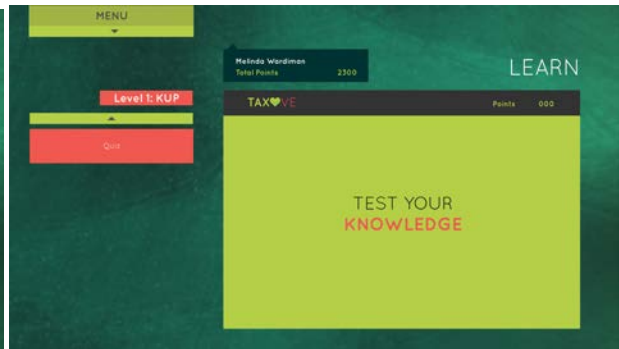 MENU
Melinda Wardiman
Total Points 2300
LEARN
Level 1: KUP
TAX♥VE
Points 000
Quiz
TEST YOUR
KNOWLEDGE